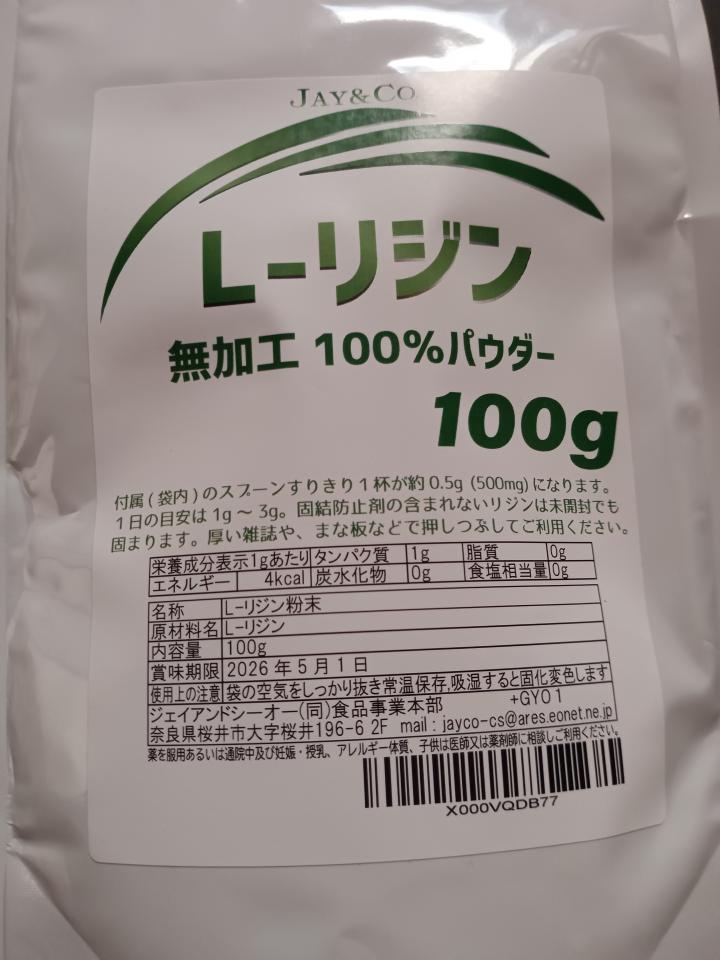 JAY&CO
L-リジン
無加工 100%パウダー
100g
付属(袋内)のスプーンすりきり1杯が約0.5g (500mg)になります。
1日の目安は1g～3g。固結防止剤の含まれないリジンは未開封でも
固まります。厚い雑誌や、まな板などで押しつぶしてご利用ください。
栄養成分表示1gあたり タンパク質 1g 脂質 0g
エネルギー 4kcal 炭水化物 0g 食塩相当量 0g
名称 L-リジン粉末
原材料名 L-リジン
内容量 100g
賞味期限 2026年5月1日
使用上の注意 袋の空気をしっかり抜き常温保存,吸湿すると固化変色します
ジェイアンドシーオー(同)食品事業本部 +GY01
奈良県桜井市大字桜井196-6 2F mail : jayco-cs@ares.eonet.ne.jp
薬を服用あるいは通院中及び妊娠・授乳、アレルギー体質、子供は医師又は薬剤師に相談しご利用ください。
X000VQDB77